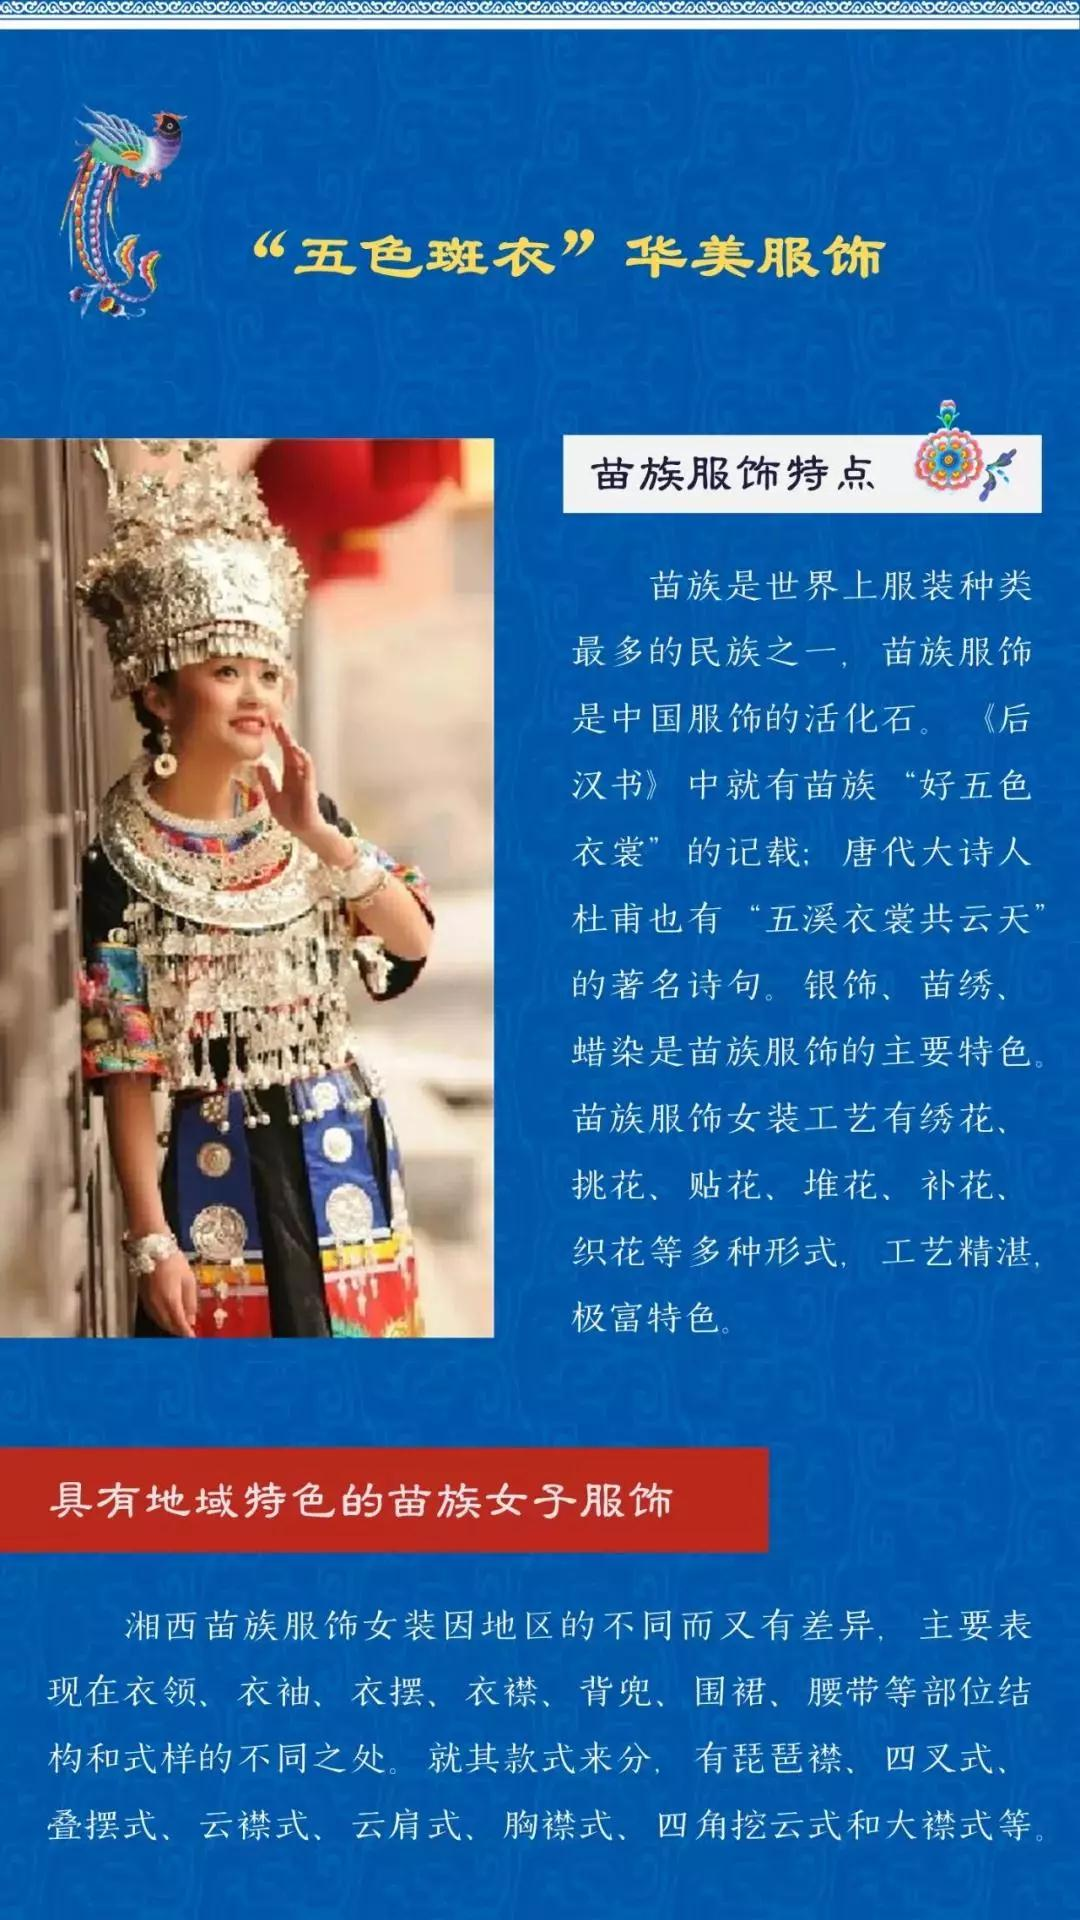 “五色斑衣”华美服饰
苗族服饰特点
苗族是世界上服装种类
最多的民族之一，苗族服饰
是中国服饰的活化石。《后
汉书》中就有苗族“好五色
衣裳”的记载；唐代大诗人
杜甫也有“五溪衣裳共云天”
的著名诗句。银饰、苗绣、
蜡染是苗族服饰的主要特色。
苗族服饰女装工艺有绣花、
挑花、贴花、堆花、补花、
织花等多种形式，工艺精湛，
极富特色。
具有地域特色的苗族女子服饰
湘西苗族服饰女装因地区的不同而又有差异，主要表
现在衣领、衣袖、衣摆、衣襟、背兜、围裙、腰带等部位结
构和式样的不同之处。就其款式来分，有琵琶襟、四叉式、
叠摆式、云襟式、云肩式、胸襟式、四角挖云式和大襟式等。